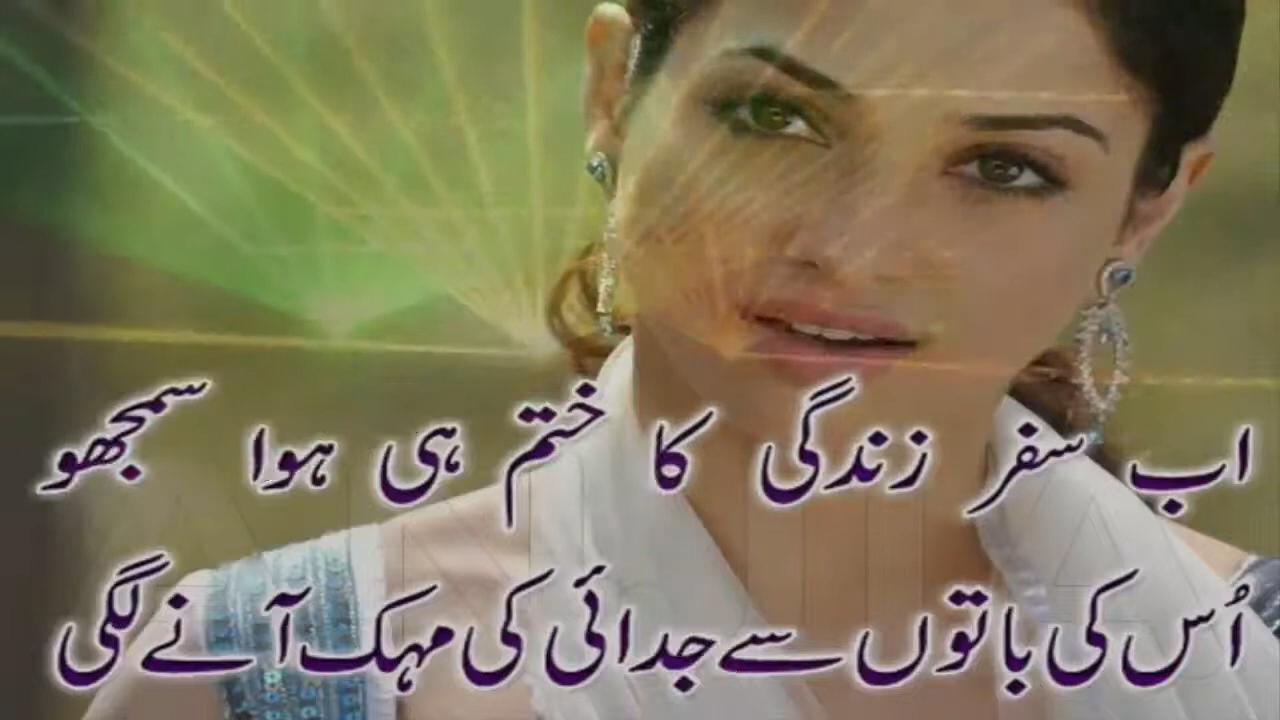 اب سفر زندگی کا ختم ہی ہوا سمجھو
اُس کی باتوں سے جدائی کی مہک آنے لگی